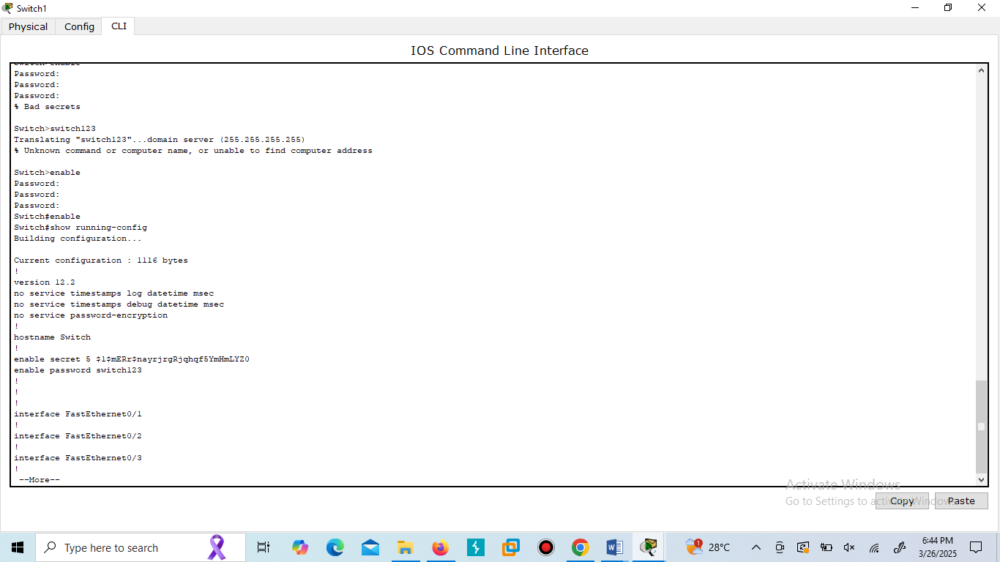 Switch1
Physical Config CLI
IOS Command Line Interface
Switch>enable
Password:
Password:
Password:
% Bad secrets
Switch>switch123
Translating "switch123"...domain server (255.255.255.255)
% Unknown command or computer name, or unable to find computer address
Switch>enable
Password:
Password:
Password:
Switch#enable
Switch#show running-config
Building configuration...
Current configuration : 1116 bytes
!
version 12.2
no service timestamps log datetime msec
no service timestamps debug datetime msec
no service password-encryption
!
hostname Switch
!
enable secret 5 $1$mERr$nayrjrgRjqhqf5YmHmLYZ0
enable password switch123
!
!
!
interface FastEthernet0/1
!
interface FastEthernet0/2
!
interface FastEthernet0/3
!
--More--
Activate Windows
Go to Settings to activate Windows.
Copy Paste
Type here to search
1
28°C
6:44 PM
3/26/2025